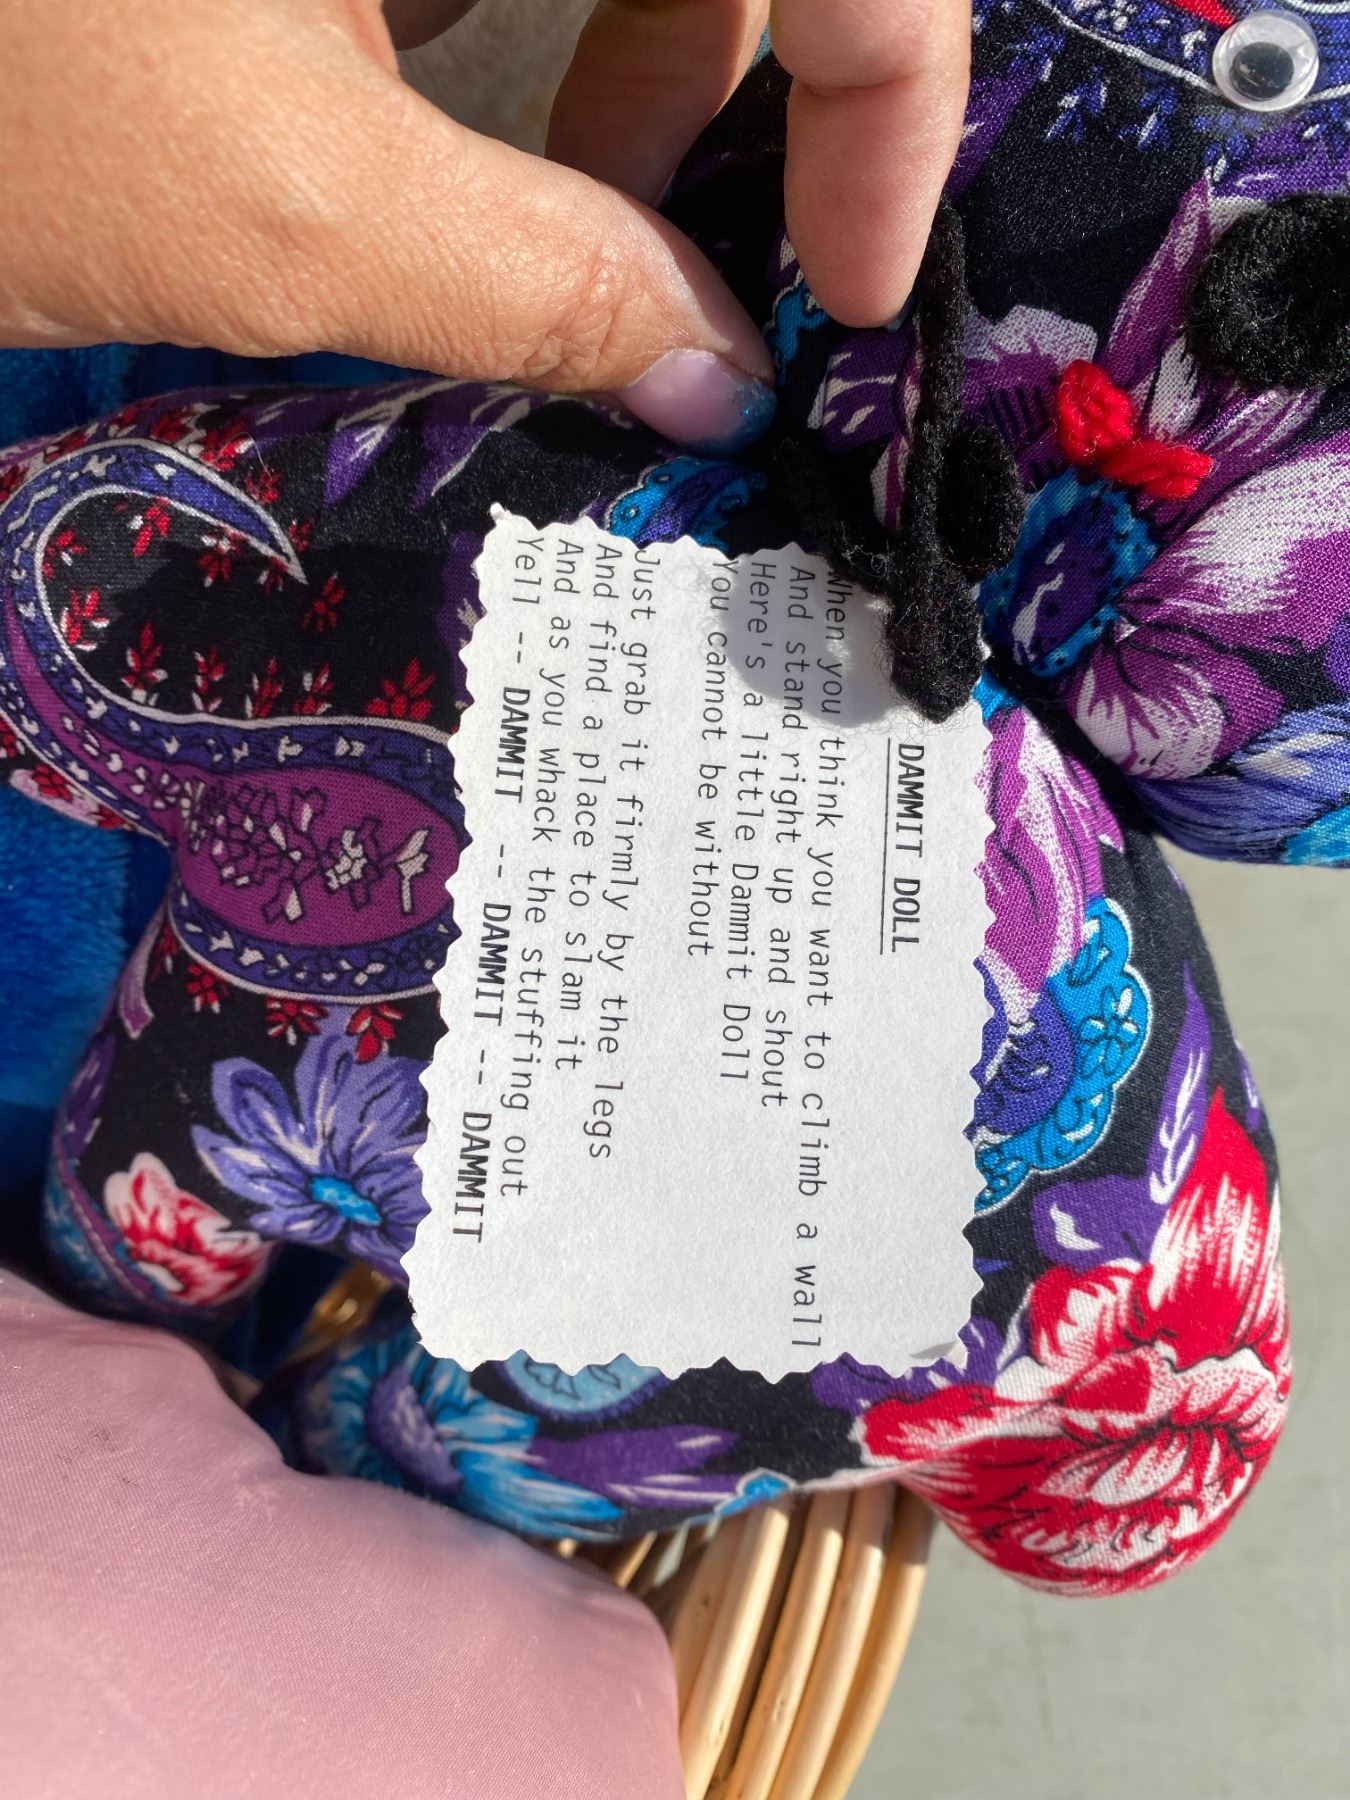 DAMMIT DOLL
When you think you want to climb a wall
And stand right up and shout
Here's a little Dammit Doll
You cannot be without
Just grab it firmly by the legs
And find a place to slam it
And as you whack the stuffing out
Yell -- DAMMIT -- DAMMIT -- DAMMIT